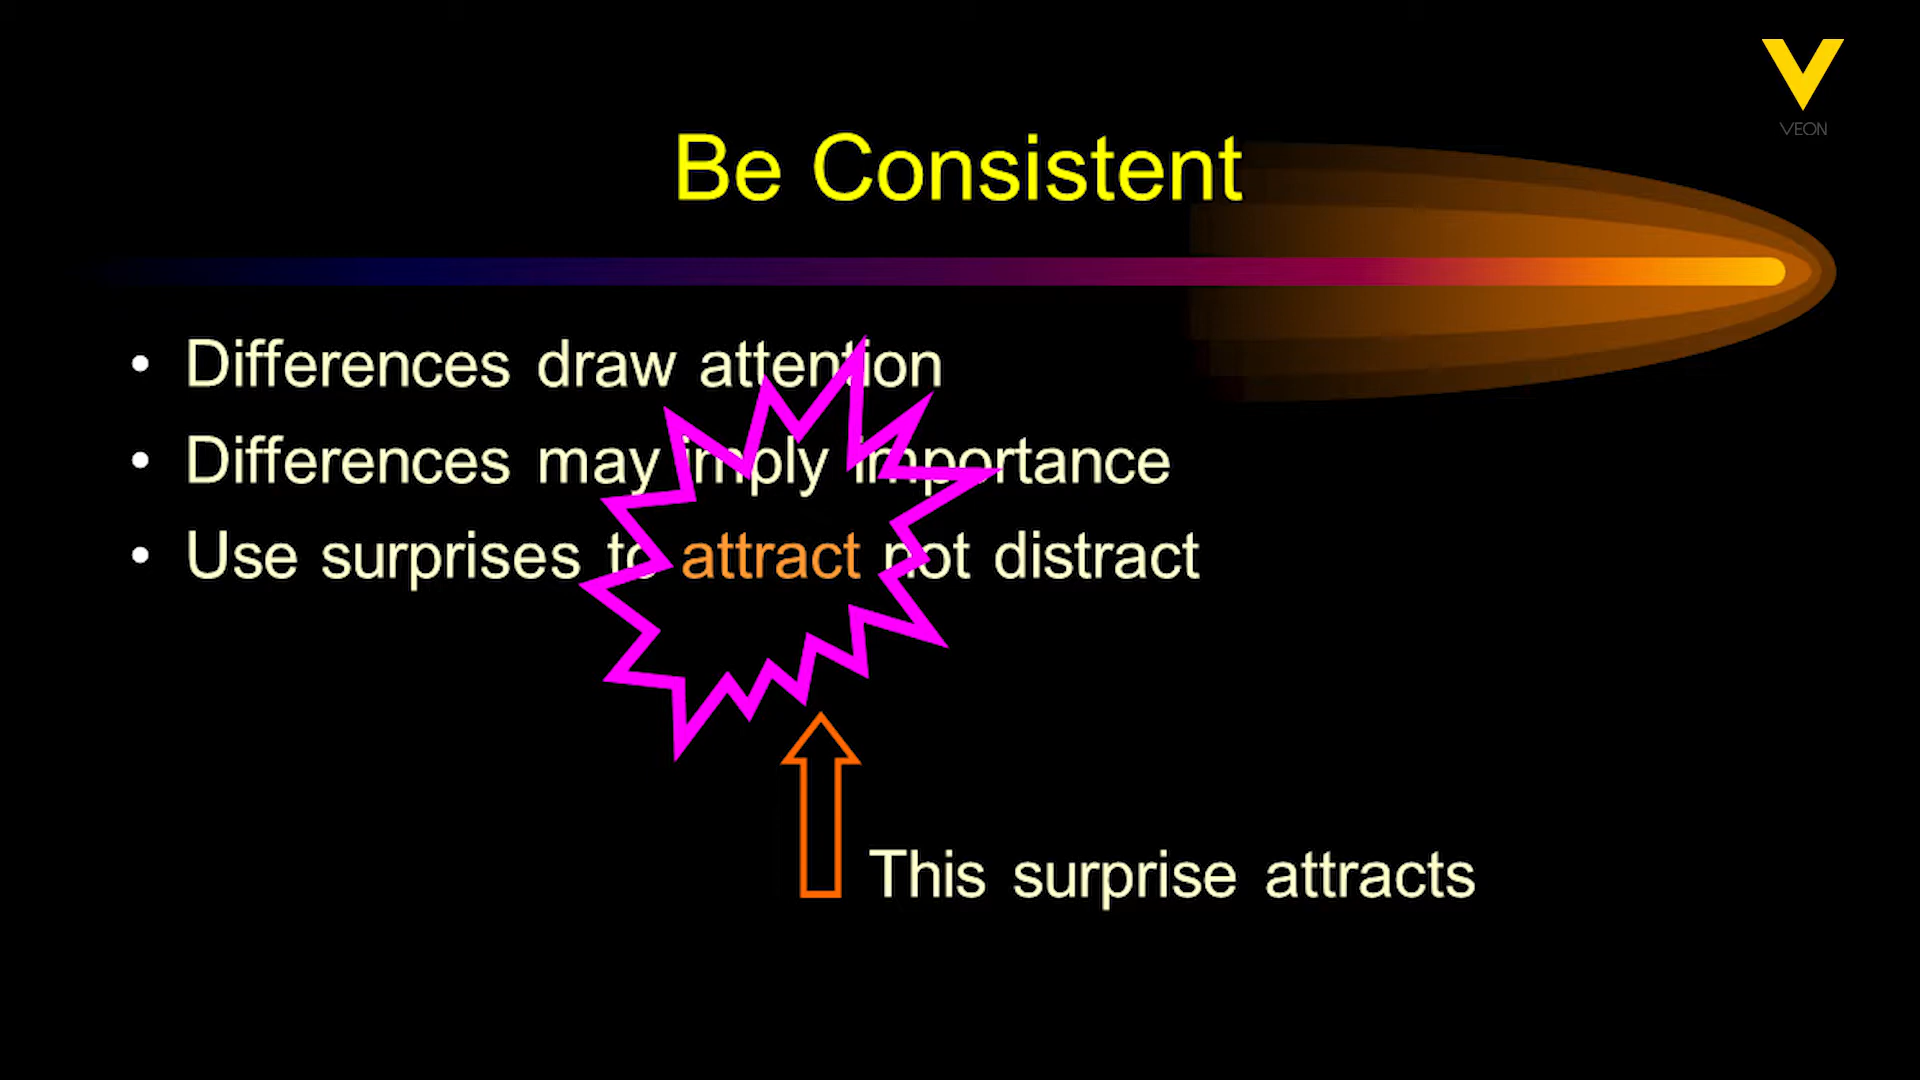 VEON
Be Consistent
• Differences draw attention
• Differences may imply importance
• Use surprises to attract not distract
This surprise attracts